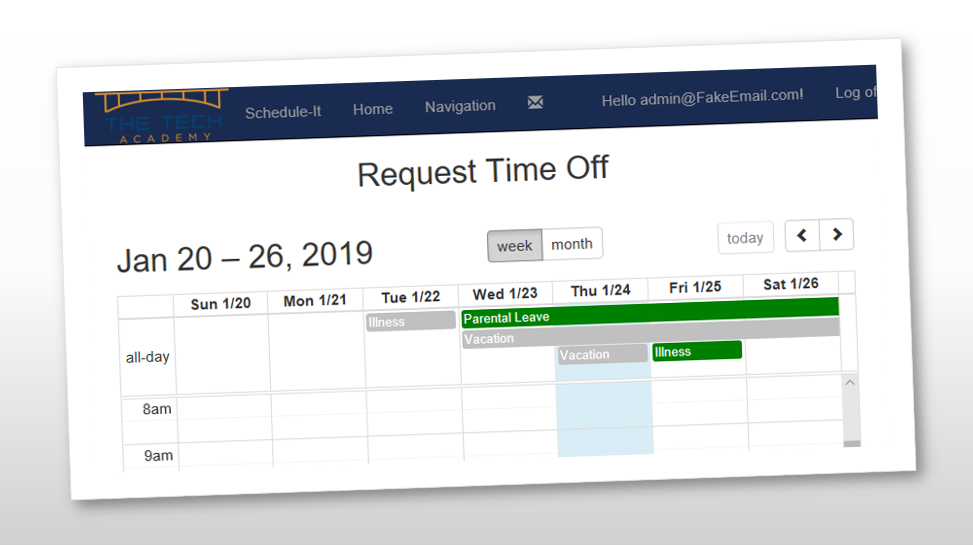 THE TECH
ACADEMY
Schedule-It Home Navigation Hello admin@FakeEmail.com! Log of
Request Time Off
Jan 20 – 26, 2019 week month today
Sun 1/20 Mon 1/21 Tue 1/22 Wed 1/23 Thu 1/24 Fri 1/25 Sat 1/26
all-day
Illness
Parental Leave
Vacation
Vacation
Illness
8am
9am